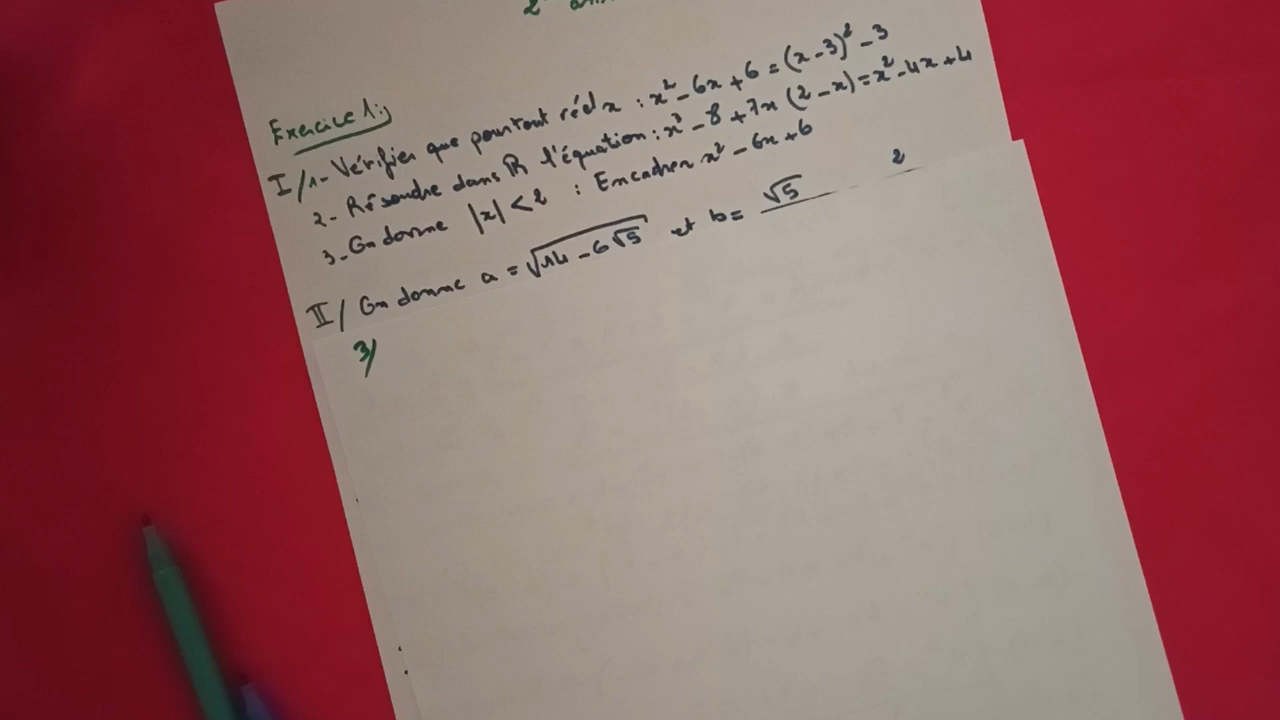 2
Exercice 1:
I/1- Vérifier que pour tout réel x : x² - 6x + 6 = (x - 3)² - 3
2- Résoudre dans ℝ l'équation : x³ - 8 + 7x (2 - x) = x² - 4x + 4
3- On donne |x| < 2 : Encadrer x² - 6x + 6
II/ On donne a = √14 - 6√5 et b = √5 2
3/